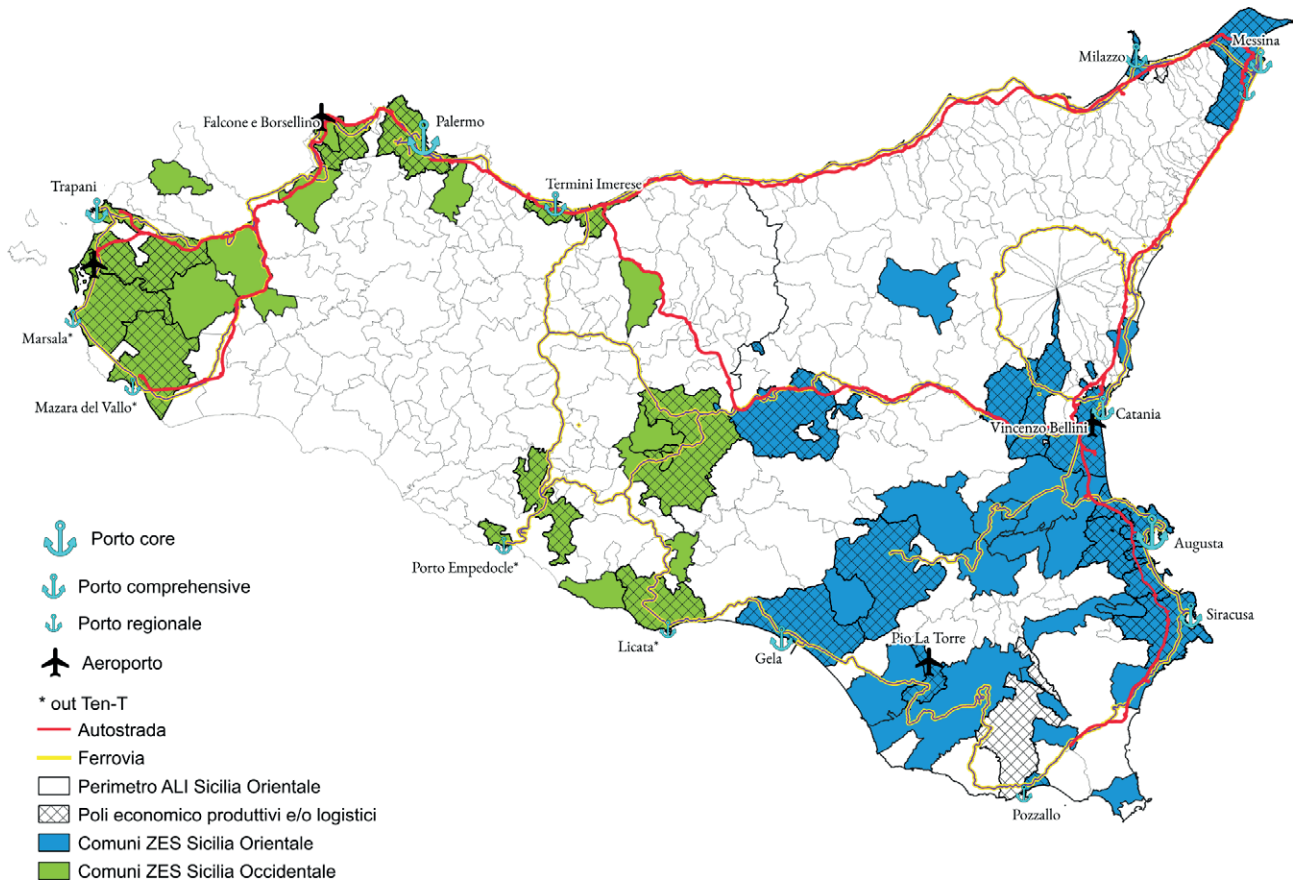 Messina
Milazzo
Falcone e Borsellino
Palermo
Trapani
Termini Imerese
Marsala*
Mazara del Vallo*
Catania
Vincenzo Bellini
Augusta
Porto Empedocle*
Siracusa
Licata*
Gela
Pio La Torre
Pozzallo
Porto core
Porto comprehensive
Porto regionale
Aeroporto
* out Ten-T
Autostrada
Ferrovia
Perimetro ALI Sicilia Orientale
Poli economico produttivi e/o logistici
Comuni ZES Sicilia Orientale
Comuni ZES Sicilia Occidentale